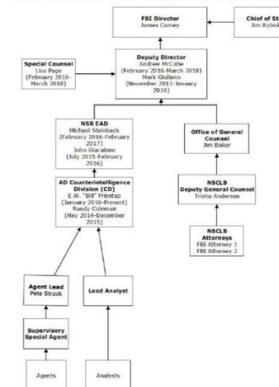 FBI Director
James Comey
Chief of St
Jim Rybick
Special Counsel
Lisa Page
(February 2016-
March 2018)
Deputy Director
Andrew McCabe
(February 2016-March 2018)
Mark Giuliano
(November 2013-January
2016)
NSB EAD
Michael Steinbach
(February 2016-February
2017)
John Giacalone
(July 2015-February
2016)
Office of General
Counsel
Jim Baker
AD Counterintelligence
Division (CD)
E.W. "Bill" Priestap
(January 2016-Present)
Randy Coleman
(May 2014-December
2015)
NSCLB
Deputy General Counsel
Trisha Anderson
NSCLB
Attorneys
FBI Attorney 1
FBI Attorney 2
Agent Lead
Pete Strzok
Lead Analyst
Supervisory
Special Agent
Agents
Analysts